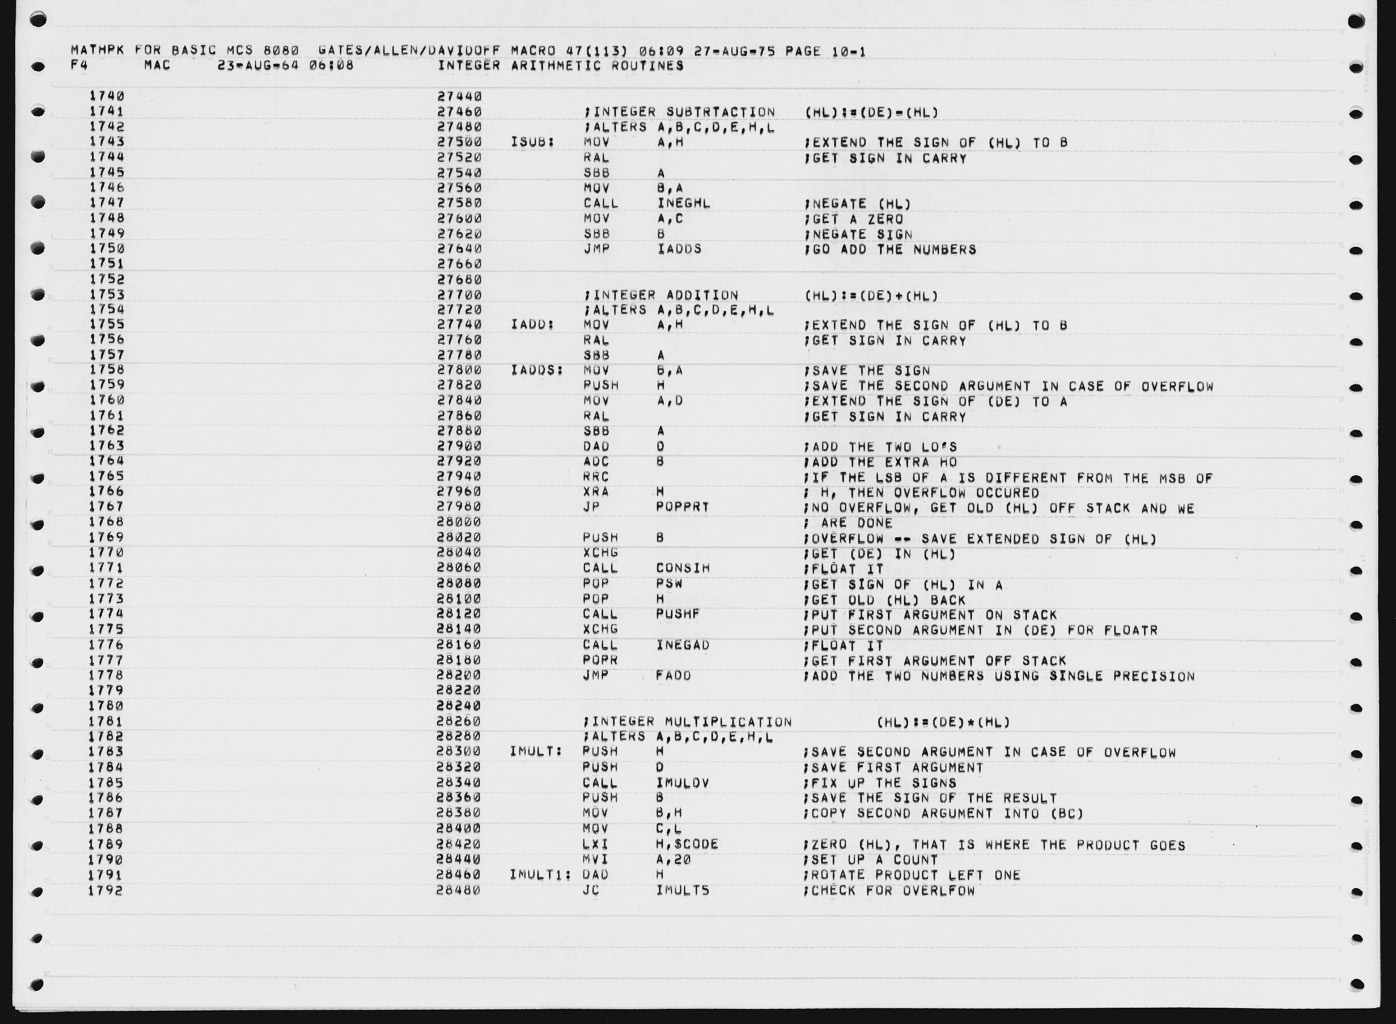 MATHPK FOR BASIC MCS 8080  GATES/ALLEN/DAVIDOFF MACRO 47(113) 06:09 27-AUG-75 PAGE 10-1
F4      MAC     23-AUG-64 06:08         INTEGER ARITHMETIC ROUTINES
1740 27440
1741 27460 ;INTEGER SUBTRTACTION (HL):=(DE)-(HL)
1742 27480 ;ALTERS A,B,C,D,E,H,L
1743 27500 ISUB: MOV A,H ;EXTEND THE SIGN OF (HL) TO B
1744 27520 RAL ;GET SIGN IN CARRY
1745 27540 SBB A
1746 27560 MOV B,A
1747 27580 CALL INEGHL ;NEGATE (HL)
1748 27600 MOV A,C ;GET A ZERO
1749 27620 SBB B ;NEGATE SIGN
1750 27640 JMP IADDS ;GO ADD THE NUMBERS
1751 27660
1752 27680
1753 27700 ;INTEGER ADDITION (HL):=(DE)+(HL)
1754 27720 ;ALTERS A,B,C,D,E,H,L
1755 27740 IADD: MOV A,H ;EXTEND THE SIGN OF (HL) TO B
1756 27760 RAL ;GET SIGN IN CARRY
1757 27780 SBB A
1758 27800 IADDS: MOV B,A ;SAVE THE SIGN
1759 27820 PUSH H ;SAVE THE SECOND ARGUMENT IN CASE OF OVERFLOW
1760 27840 MOV A,D ;EXTEND THE SIGN OF (DE) TO A
1761 27860 RAL ;GET SIGN IN CARRY
1762 27880 SBB A
1763 27900 DAD D ;ADD THE TWO LO'S
1764 27920 ADC B ;ADD THE EXTRA HO
1765 27940 RRC ;IF THE LSB OF A IS DIFFERENT FROM THE MSB OF
1766 27960 XRA H ; H, THEN OVERFLOW OCCURED
1767 27980 JP POPPRT ;NO OVERFLOW, GET OLD (HL) OFF STACK AND WE
1768 28000 ; ARE DONE
1769 28020 PUSH B ;OVERFLOW -- SAVE EXTENDED SIGN OF (HL)
1770 28040 XCHG ;GET (DE) IN (HL)
1771 28060 CALL CONSIH ;FLOAT IT
1772 28080 POP PSW ;GET SIGN OF (HL) IN A
1773 28100 POP H ;GET OLD (HL) BACK
1774 28120 CALL PUSHF ;PUT FIRST ARGUMENT ON STACK
1775 28140 XCHG ;PUT SECOND ARGUMENT IN (DE) FOR FLOATR
1776 28160 CALL INEGAD ;FLOAT IT
1777 28180 POPR ;GET FIRST ARGUMENT OFF STACK
1778 28200 JMP FADD ;ADD THE TWO NUMBERS USING SINGLE PRECISION
1779 28220
1780 28240
1781 28260 ;INTEGER MULTIPLICATION (HL):=(DE)*(HL)
1782 28280 ;ALTERS A,B,C,D,E,H,L
1783 28300 IMULT: PUSH H ;SAVE SECOND ARGUMENT IN CASE OF OVERFLOW
1784 28320 PUSH D ;SAVE FIRST ARGUMENT
1785 28340 CALL IMULDV ;FIX UP THE SIGNS
1786 28360 PUSH B ;SAVE THE SIGN OF THE RESULT
1787 28380 MOV B,H ;COPY SECOND ARGUMENT INTO (BC)
1788 28400 MOV C,L
1789 28420 LXI H,$CODE ;ZERO (HL), THAT IS WHERE THE PRODUCT GOES
1790 28440 MVI A,20 ;SET UP A COUNT
1791 28460 IMULT1: DAD H ;ROTATE PRODUCT LEFT ONE
1792 28480 JC IMULT5 ;CHECK FOR OVERLFOW